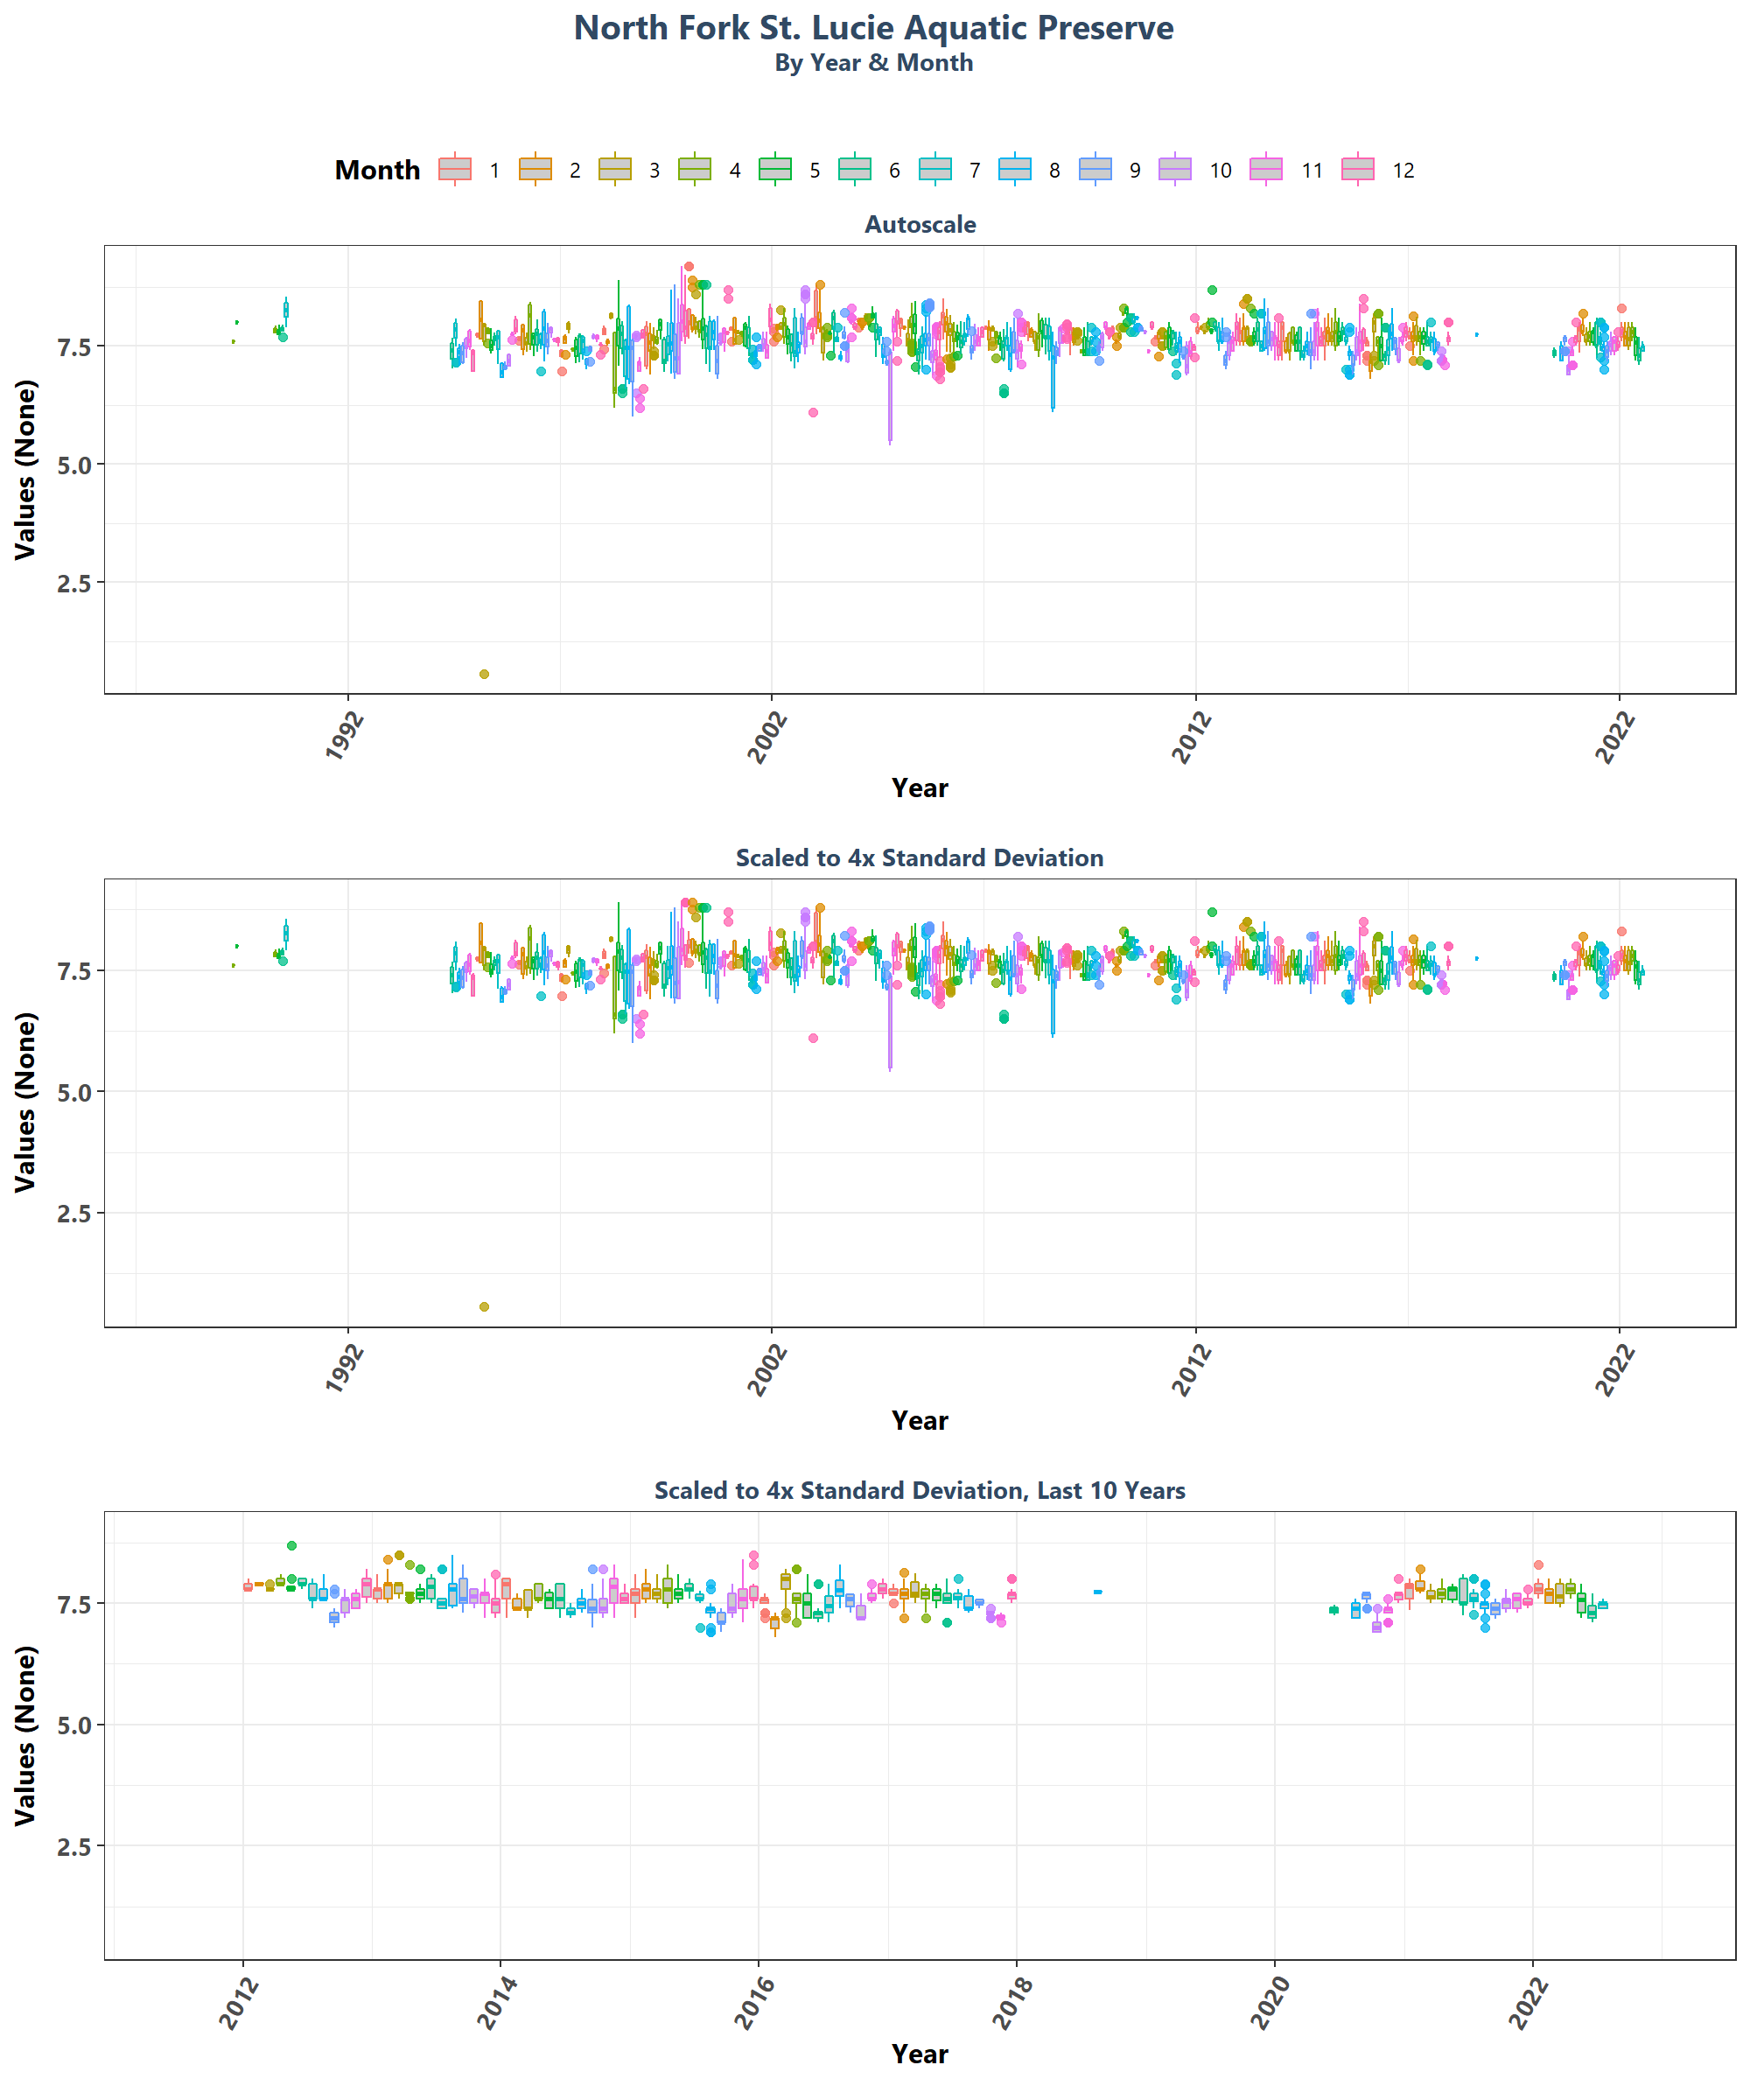 North Fork St. Lucie Aquatic Preserve
By Year & Month
Month 1 2 3 4 5 6 7 8 9 10 11 12
Autoscale
Values (None)
7.5
5.0
2.5
1992 2002 2012 2022
Year
Scaled to 4x Standard Deviation
Values (None)
7.5
5.0
2.5
1992 2002 2012 2022
Year
Scaled to 4x Standard Deviation, Last 10 Years
Values (None)
7.5
5.0
2.5
2012 2014 2016 2018 2020 2022
Year